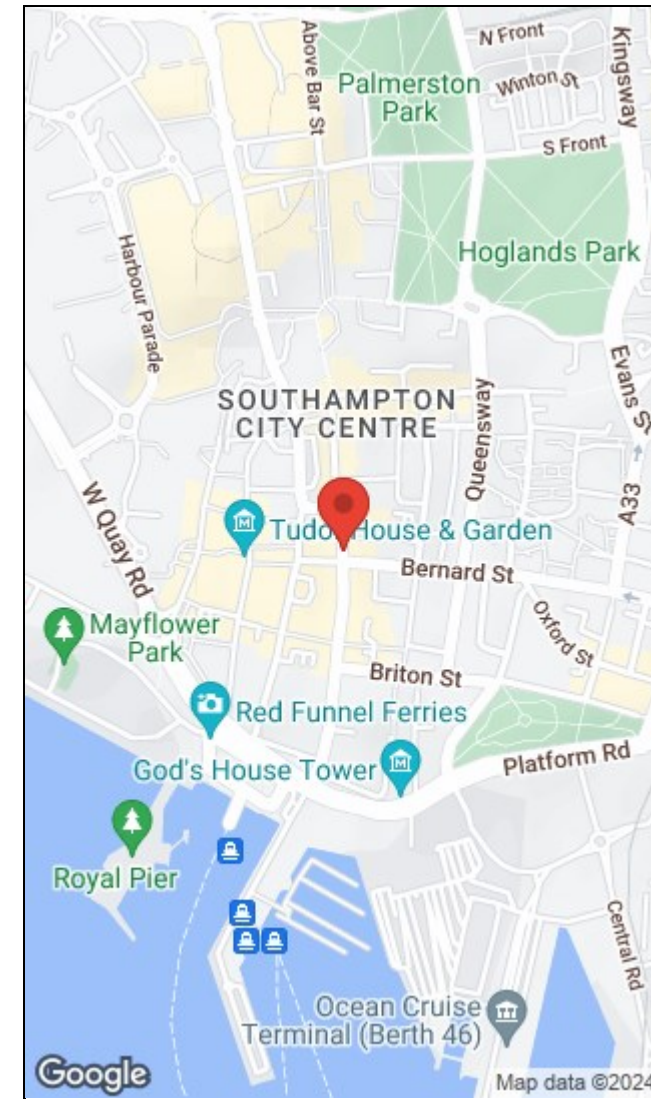 N Front
Above Bar St
Kingsway
Palmerston
Park
Winton St
S Front
Hoglands Park
Harbour Parade
Evans St
SOUTHAMPTON
CITY CENTRE
Queensway
A33
W Quay Rd
Tudor House & Garden
Bernard St
Oxford St
Mayflower
Park
Briton St
Red Funnel Ferries
God's House Tower
Platform Rd
Royal Pier
Central Rd
Ocean Cruise
Terminal (Berth 46)
Google
Map data ©2024